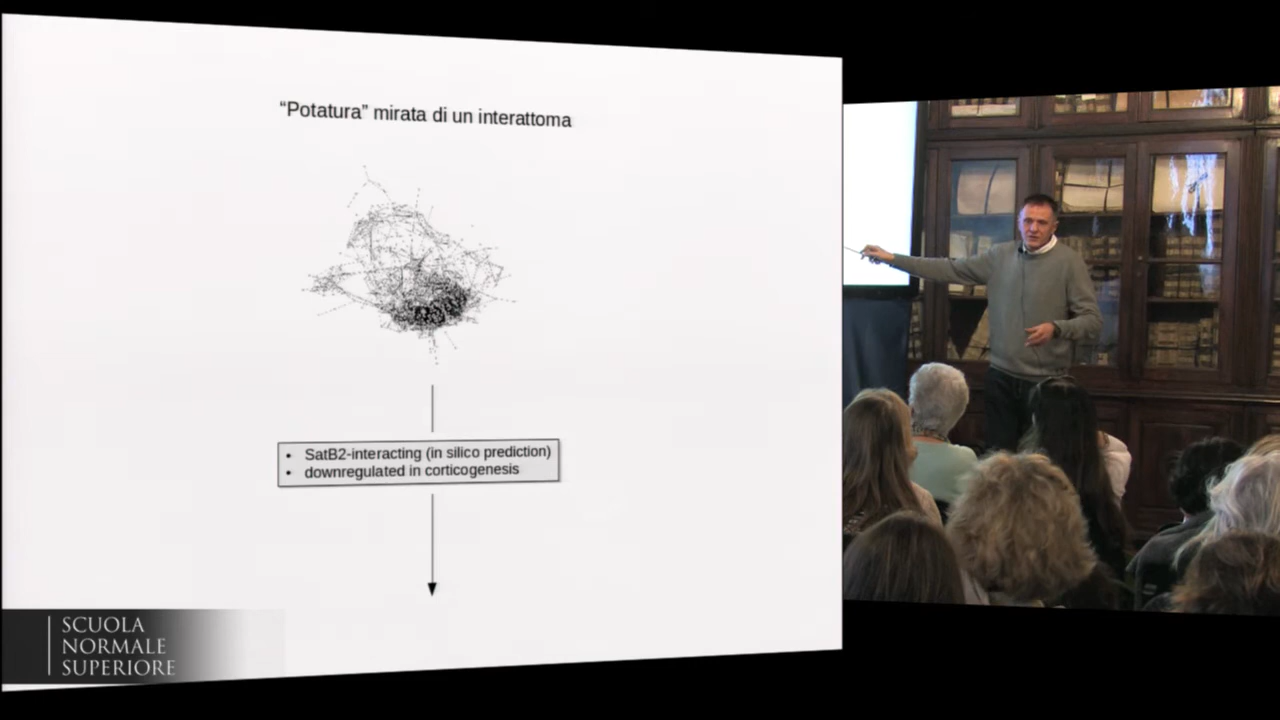 “Potatura” mirata di un interattoma
• SatB2-interacting (in silico prediction)
• downregulated in corticogenesis
SCUOLA
NORMALE
SUPERIORE